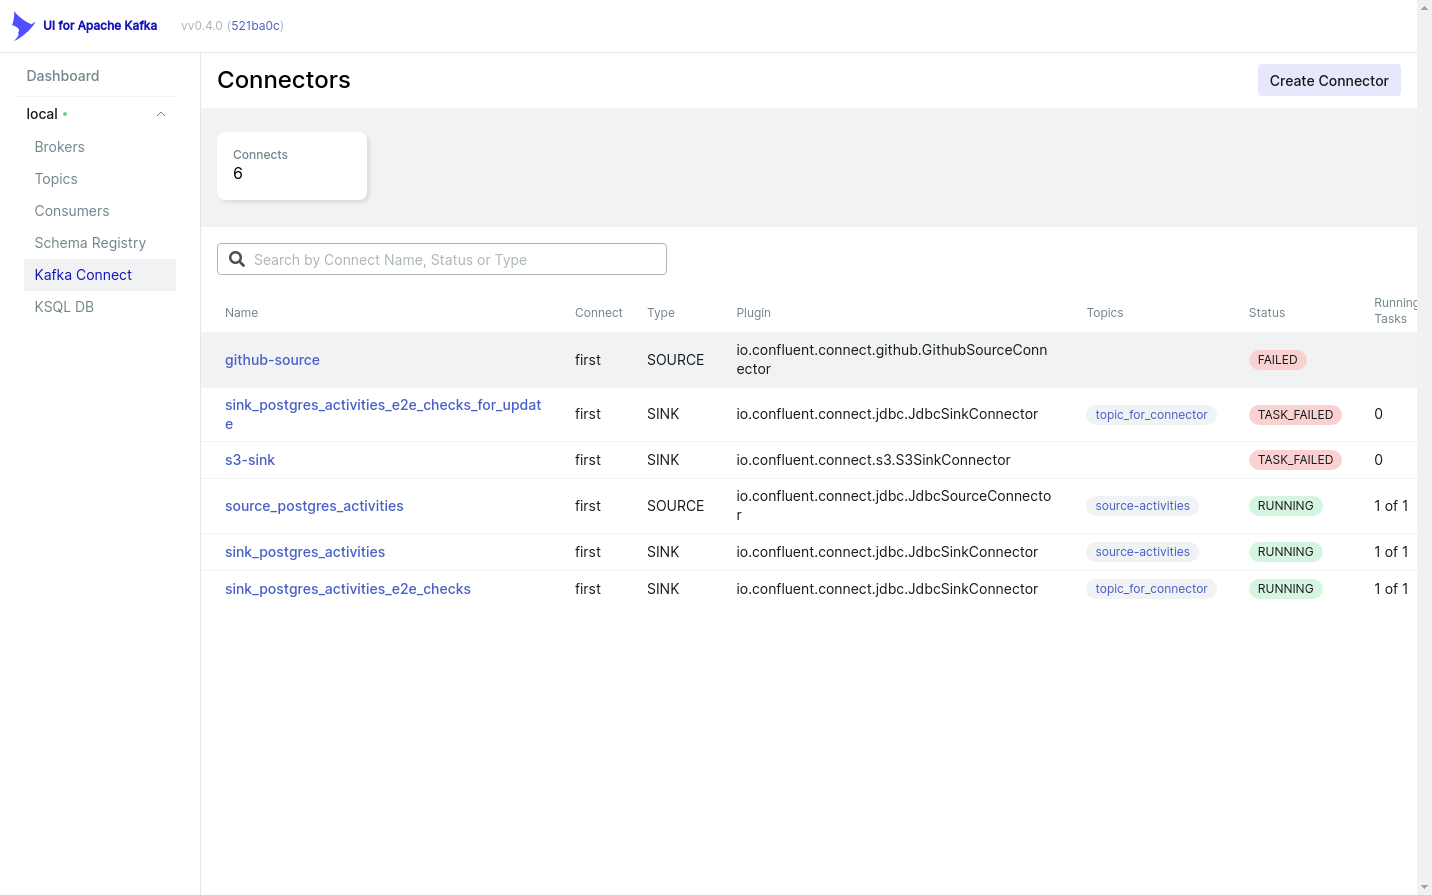 UI for Apache Kafka vv0.4.0 (521ba0c)
Dashboard
local
Brokers
Topics
Consumers
Schema Registry
Kafka Connect
KSQL DB
Connectors
Create Connector
Connects
6
Search by Connect Name, Status or Type
Name Connect Type Plugin Topics Status Running
Tasks
github-source first SOURCE io.confluent.connect.github.GithubSourceConn
ector FAILED
sink_postgres_activities_e2e_checks_for_updat
e first SINK io.confluent.connect.jdbc.JdbcSinkConnector topic_for_connector TASK_FAILED 0
s3-sink first SINK io.confluent.connect.s3.S3SinkConnector TASK_FAILED 0
source_postgres_activities first SOURCE io.confluent.connect.jdbc.JdbcSourceConnecto
r source-activities RUNNING 1 of 1
sink_postgres_activities first SINK io.confluent.connect.jdbc.JdbcSinkConnector source-activities RUNNING 1 of 1
sink_postgres_activities_e2e_checks first SINK io.confluent.connect.jdbc.JdbcSinkConnector topic_for_connector RUNNING 1 of 1